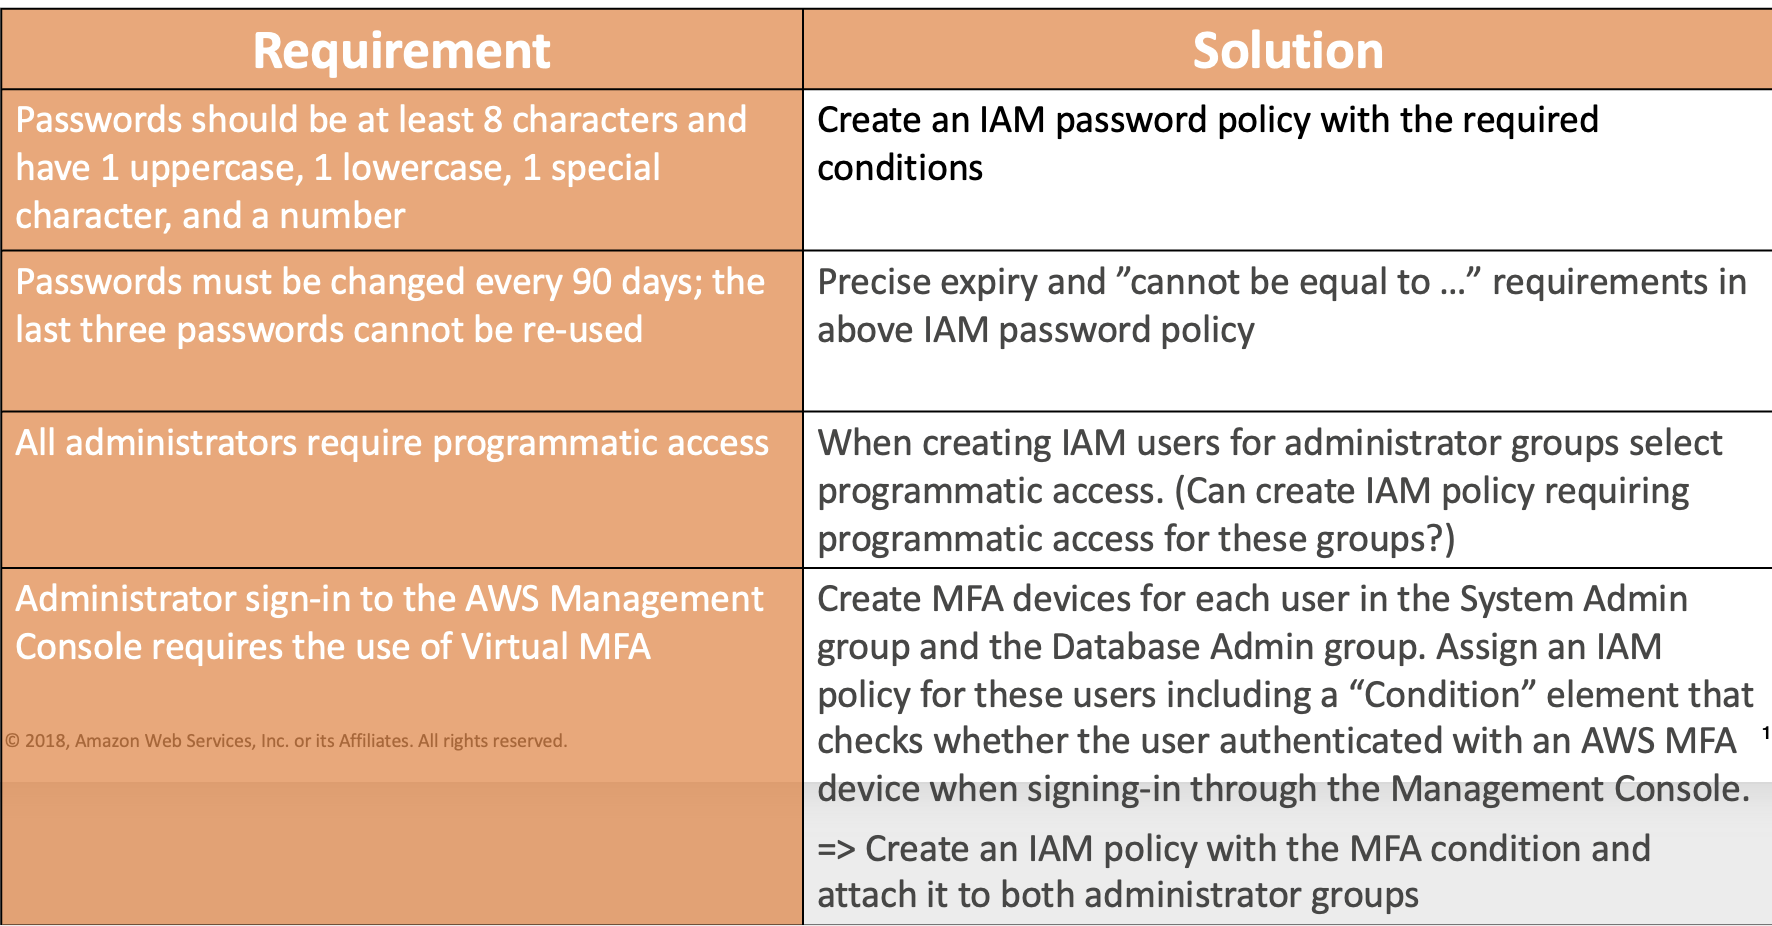 Requirement
Solution
Passwords should be at least 8 characters and
have 1 uppercase, 1 lowercase, 1 special
character, and a number
Create an IAM password policy with the required
conditions
Passwords must be changed every 90 days; the
last three passwords cannot be re-used
Precise expiry and ”cannot be equal to …” requirements in
above IAM password policy
All administrators require programmatic access
When creating IAM users for administrator groups select
programmatic access. (Can create IAM policy requiring
programmatic access for these groups?)
Administrator sign-in to the AWS Management
Console requires the use of Virtual MFA
Create MFA devices for each user in the System Admin
group and the Database Admin group. Assign an IAM
policy for these users including a “Condition” element that
checks whether the user authenticated with an AWS MFA
device when signing-in through the Management Console.
=> Create an IAM policy with the MFA condition and
attach it to both administrator groups
© 2018, Amazon Web Services, Inc. or its Affiliates. All rights reserved.
1